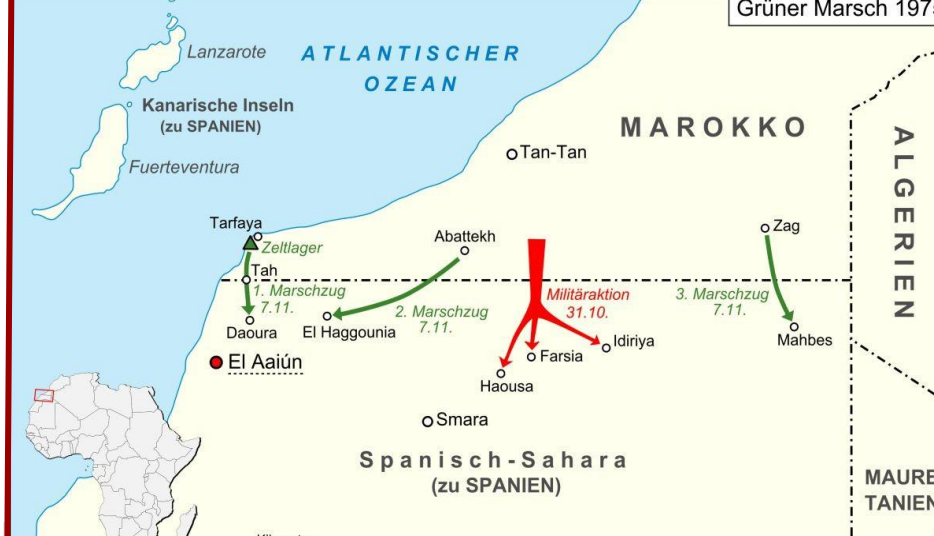 Grüner Marsch 1975
Lanzarote
ATLANTISCHER
OZEAN
Kanarische Inseln
(zu SPANIEN)
Fuerteventura
MAROKKO
Tan-Tan
ALGERIEN
Tarfaya
Zeltlager
Abattekh
Zag
Tah
1. Marschzug
7.11.
2. Marschzug
7.11.
Militäraktion
31.10.
3. Marschzug
7.11.
Daoura
El Haggounia
Mahbes
Idiriya
Farsia
Haousa
El Aaiún
Smara
Spanisch-Sahara
(zu SPANIEN)
MAURE
TANIEN